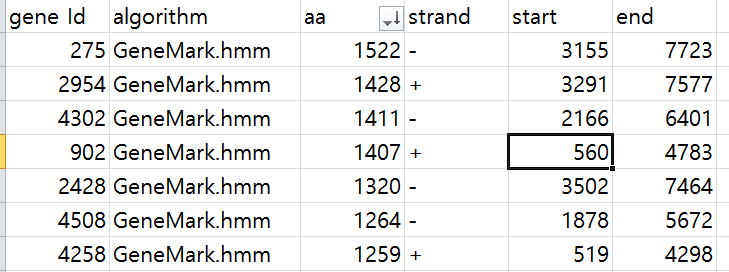 gene Id algorithm aa strand start end
275 GeneMark.hmm 1522 - 3155 7723
2954 GeneMark.hmm 1428 + 3291 7577
4302 GeneMark.hmm 1411 - 2166 6401
902 GeneMark.hmm 1407 + 560 4783
2428 GeneMark.hmm 1320 - 3502 7464
4508 GeneMark.hmm 1264 - 1878 5672
4258 GeneMark.hmm 1259 + 519 4298